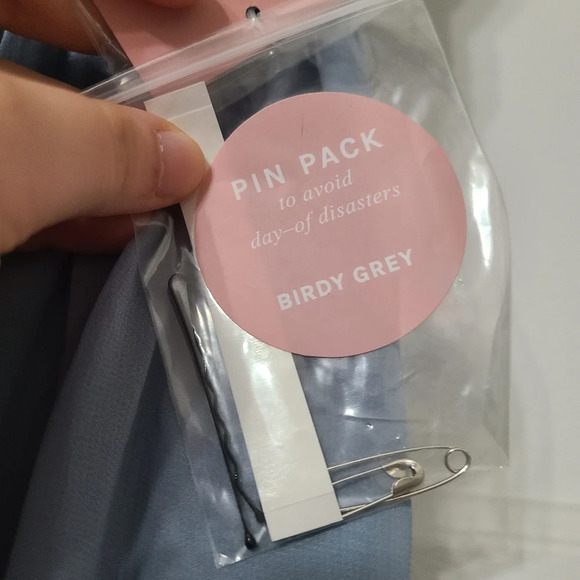 PIN PACK
to avoid
day–of disasters
BIRDY GREY